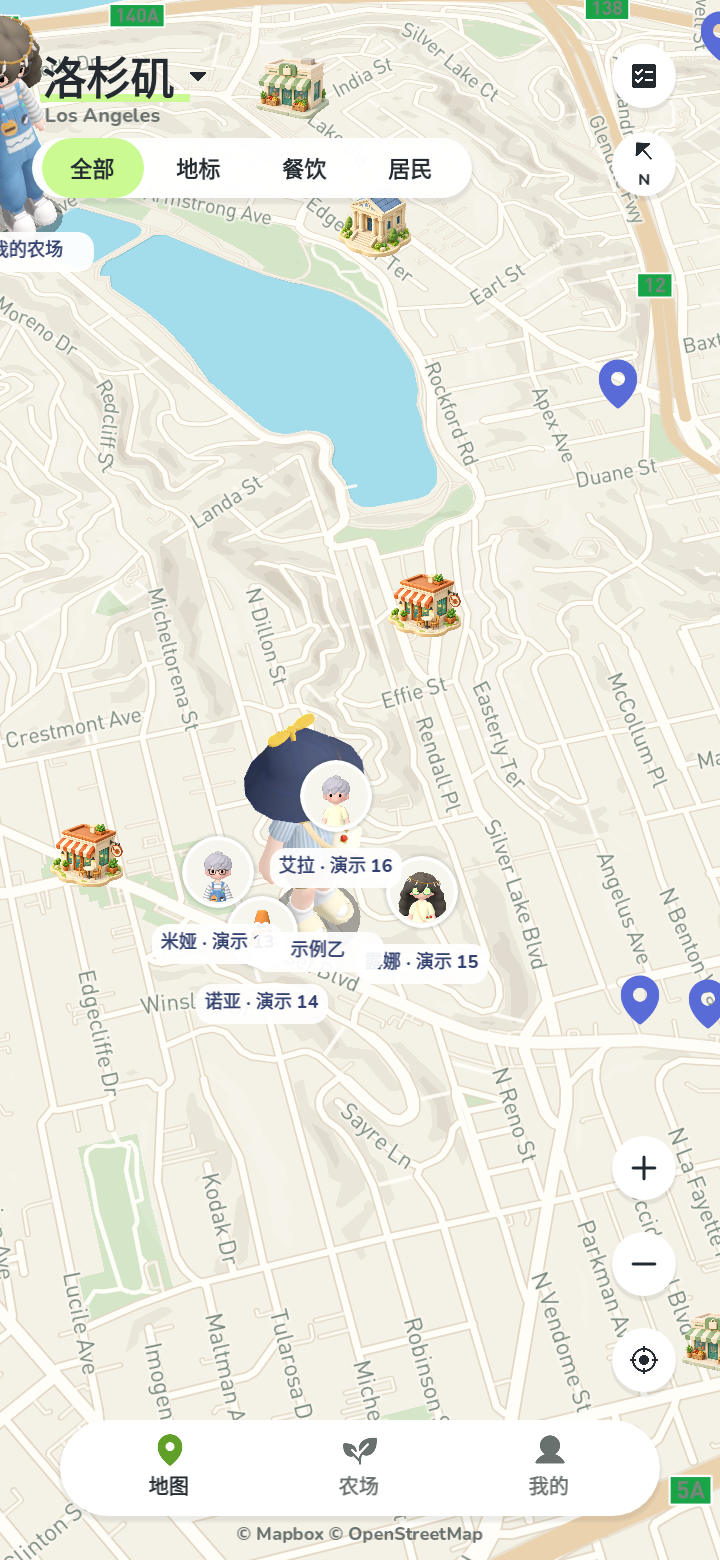 140A
138
洛杉矶
Los Angeles
India St
Silver Lake Ct
全部
地标
餐饮
居民
N
Armstrong Ave
我的农场
Earl St
12
Moreno Dr
Redcliff St
Rockford Rd
Apex Ave
Duane St
Landa St
Micheltorena St
N Dillon St
Effie St
Easterly Ter
McCollum Pl
Crestmont Ave
Rendall Pl
艾拉 · 演示 16
Silver Lake Blvd
Angelus Ave
米娅 · 演示 13
示例乙
娜 · 演示 15
Blvd
诺亚 · 演示 14
Edgecliffe Dr
Sayre Ln
N Reno St
Kodak Dr
N La Fayette
Lucile Ave
Maltman A
Tularosa D
Robinson S
N Vendome St
Parkman Av
Imogen
Miche
地图
农场
我的
5A
© Mapbox © OpenStreetMap